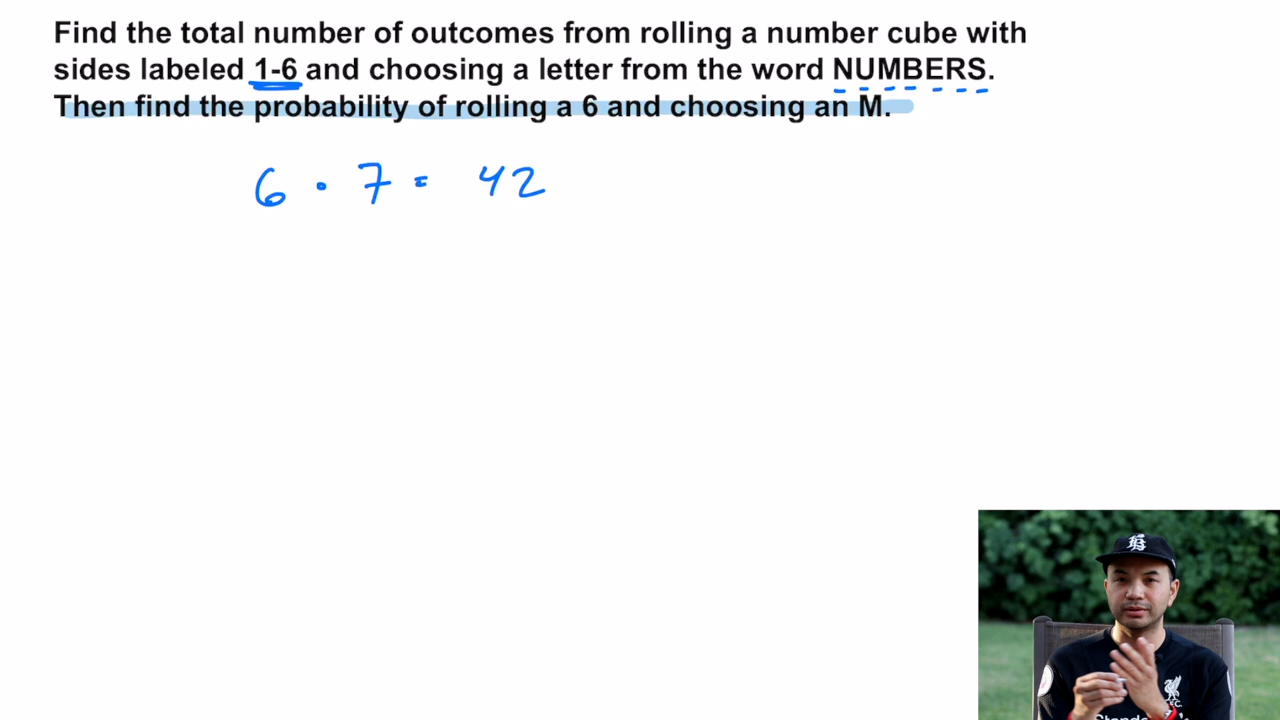 Find the total number of outcomes from rolling a number cube with
sides labeled 1-6 and choosing a letter from the word NUMBERS.
Then find the probability of rolling a 6 and choosing an M.
6 · 7 = 42